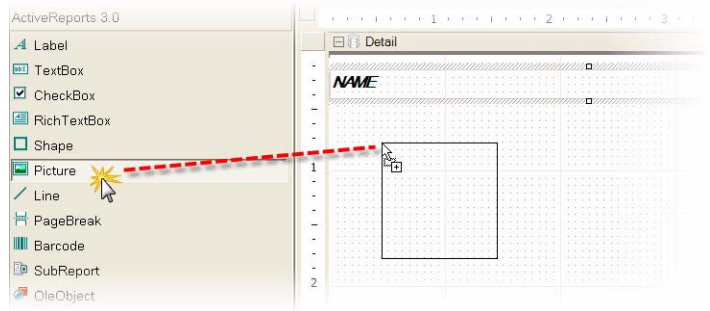 ActiveReports 3.0
Label
TextBox
CheckBox
RichTextBox
Shape
Picture
Line
PageBreak
Barcode
SubReport
OleObject
1 2 3
Detail
NAME
1
2